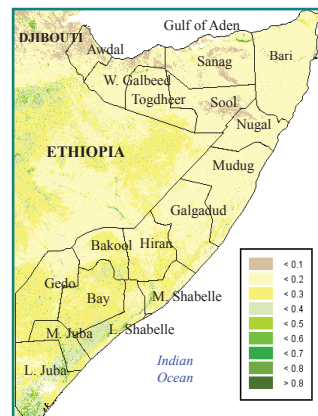 Gulf of Aden
DJIBOUTI
Awdal
Sanag
Bari
W. Galbeed
Togdheer
Sool
Nugal
ETHIOPIA
Mudug
Galgadud
Bakool
Hiran
Gedo
Bay
M. Shabelle
M. Juba
L. Shabelle
L. Juba
Indian
Ocean
< 0.1
< 0.2
< 0.3
< 0.4
< 0.5
< 0.6
< 0.7
< 0.8
> 0.8